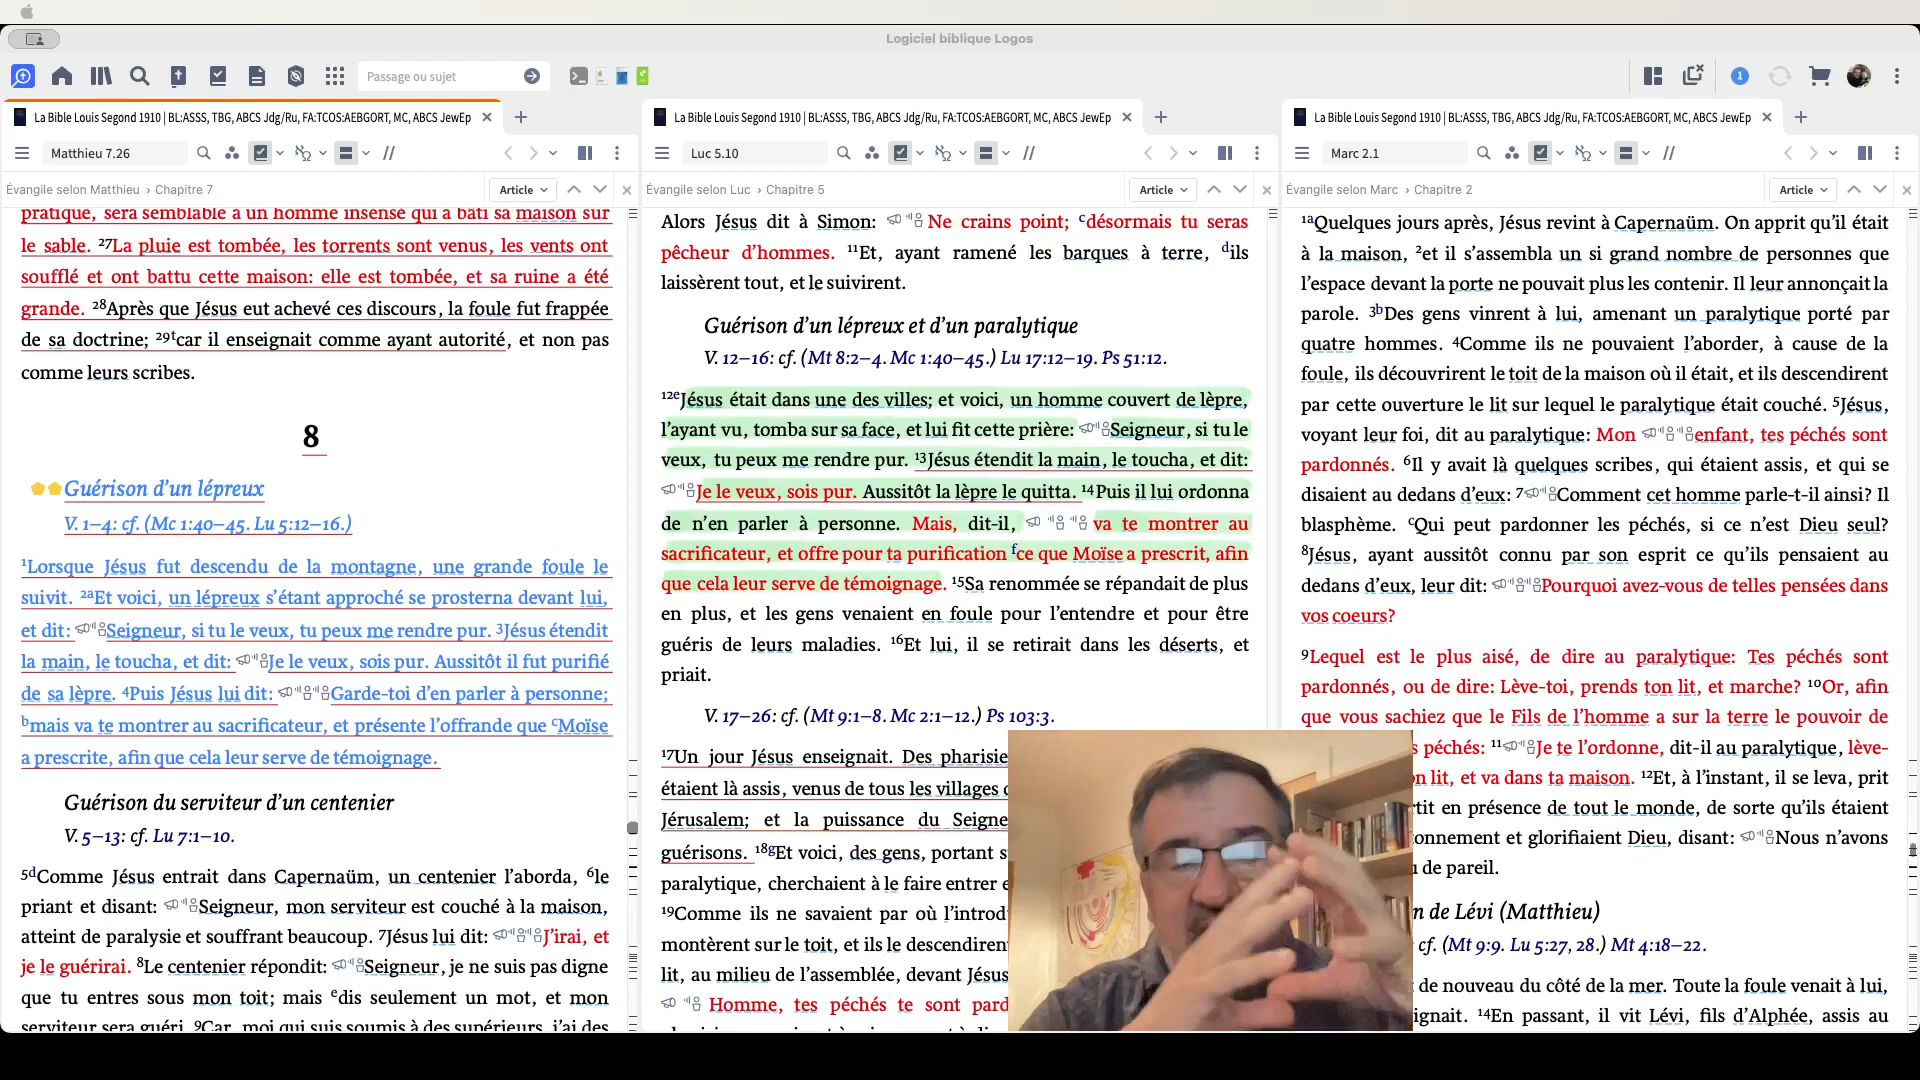 Logiciel biblique Logos
Passage ou sujet
1
La Bible Louis Segond 1910 | BL:ASSS, TBG, ABCS Jdg/Ru, FA:TCOS:AEBGORT, MC, ABCS JewEp
Matthieu 7.26
Évangile selon Matthieu › Chapitre 7
Article
pratique, sera semblable à un homme insensé qui a bâti sa maison sur
le sable. 27La pluie est tombée, les torrents sont venus, les vents ont
soufflé et ont battu cette maison: elle est tombée, et sa ruine a été
grande. 28Après que Jésus eut achevé ces discours, la foule fut frappée
de sa doctrine; 29tcar il enseignait comme ayant autorité, et non pas
comme leurs scribes.
8
Guérison d’un lépreux
V. 1–4: cf. (Mc 1:40–45. Lu 5:12–16.)
1Lorsque Jésus fut descendu de la montagne, une grande foule le
suivit. 2aEt voici, un lépreux s’étant approché se prosterna devant lui,
et dit: Seigneur, si tu le veux, tu peux me rendre pur. 3Jésus étendit
la main, le toucha, et dit: Je le veux, sois pur. Aussitôt il fut purifié
de sa lèpre. 4Puis Jésus lui dit: Garde-toi d’en parler à personne;
bmais va te montrer au sacrificateur, et présente l’offrande que cMoïse
a prescrite, afin que cela leur serve de témoignage.
Guérison du serviteur d’un centenier
V. 5–13: cf. Lu 7:1–10.
5dComme Jésus entrait dans Capernaüm, un centenier l’aborda, 6le
priant et disant: Seigneur, mon serviteur est couché à la maison,
atteint de paralysie et souffrant beaucoup. 7Jésus lui dit: J’irai, et
je le guérirai. 8Le centenier répondit: Seigneur, je ne suis pas digne
que tu entres sous mon toit; mais edis seulement un mot, et mon
serviteur sera guéri. 9Car, moi qui suis soumis à des supérieurs, j’ai des
La Bible Louis Segond 1910 | BL:ASSS, TBG, ABCS Jdg/Ru, FA:TCOS:AEBGORT, MC, ABCS JewEp
Luc 5.10
Évangile selon Luc › Chapitre 5
Article
Alors Jésus dit à Simon: Ne crains point; cdésormais tu seras
pêcheur d’hommes. 11Et, ayant ramené les barques à terre, dils
laissèrent tout, et le suivirent.
Guérison d’un lépreux et d’un paralytique
V. 12–16: cf. (Mt 8:2–4. Mc 1:40–45.) Lu 17:12–19. Ps 51:12.
12eJésus était dans une des villes; et voici, un homme couvert de lèpre,
l’ayant vu, tomba sur sa face, et lui fit cette prière: Seigneur, si tu le
veux, tu peux me rendre pur. 13Jésus étendit la main, le toucha, et dit:
Je le veux, sois pur. Aussitôt la lèpre le quitta. 14Puis il lui ordonna
de n’en parler à personne. Mais, dit-il, va te montrer au
sacrificateur, et offre pour ta purification fce que Moïse a prescrit, afin
que cela leur serve de témoignage. 15Sa renommée se répandait de plus
en plus, et les gens venaient en foule pour l’entendre et pour être
guéris de leurs maladies. 16Et lui, il se retirait dans les déserts, et
priait.
V. 17–26: cf. (Mt 9:1–8. Mc 2:1–12.) Ps 103:3.
17Un jour Jésus enseignait. Des pharisie
étaient là assis, venus de tous les villages d
Jérusalem; et la puissance du Seigne
guérisons. 18gEt voici, des gens, portant s
paralytique, cherchaient à le faire entrer e
19Comme ils ne savaient par où l’introd
montèrent sur le toit, et ils le descendiren
lit, au milieu de l’assemblée, devant Jésus
Homme, tes péchés te sont pard
La Bible Louis Segond 1910 | BL:ASSS, TBG, ABCS Jdg/Ru, FA:TCOS:AEBGORT, MC, ABCS JewEp
Marc 2.1
Évangile selon Marc › Chapitre 2
Article
1aQuelques jours après, Jésus revint à Capernaüm. On apprit qu’il était
à la maison, 2et il s’assembla un si grand nombre de personnes que
l’espace devant la porte ne pouvait plus les contenir. Il leur annonçait la
parole. 3bDes gens vinrent à lui, amenant un paralytique porté par
quatre hommes. 4Comme ils ne pouvaient l’aborder, à cause de la
foule, ils découvrirent le toit de la maison où il était, et ils descendirent
par cette ouverture le lit sur lequel le paralytique était couché. 5Jésus,
voyant leur foi, dit au paralytique: Mon enfant, tes péchés sont
pardonnés. 6Il y avait là quelques scribes, qui étaient assis, et qui se
disaient au dedans d’eux: 7Comment cet homme parle-t-il ainsi? Il
blasphème. cQui peut pardonner les péchés, si ce n’est Dieu seul?
8Jésus, ayant aussitôt connu par son esprit ce qu’ils pensaient au
dedans d’eux, leur dit: Pourquoi avez-vous de telles pensées dans
vos coeurs?
9Lequel est le plus aisé, de dire au paralytique: Tes péchés sont
pardonnés, ou de dire: Lève-toi, prends ton lit, et marche? 10Or, afin
que vous sachiez que le Fils de l’homme a sur la terre le pouvoir de
s péchés: 11Je te l’ordonne, dit-il au paralytique, lève-
on lit, et va dans ta maison. 12Et, à l’instant, il se leva, prit
rtit en présence de tout le monde, de sorte qu’ils étaient
onnement et glorifiaient Dieu, disant: Nous n’avons
u de pareil.
n de Lévi (Matthieu)
cf. (Mt 9:9. Lu 5:27, 28.) Mt 4:18–22.
de nouveau du côté de la mer. Toute la foule venait à lui,
ignait. 14En passant, il vit Lévi, fils d’Alphée, assis au